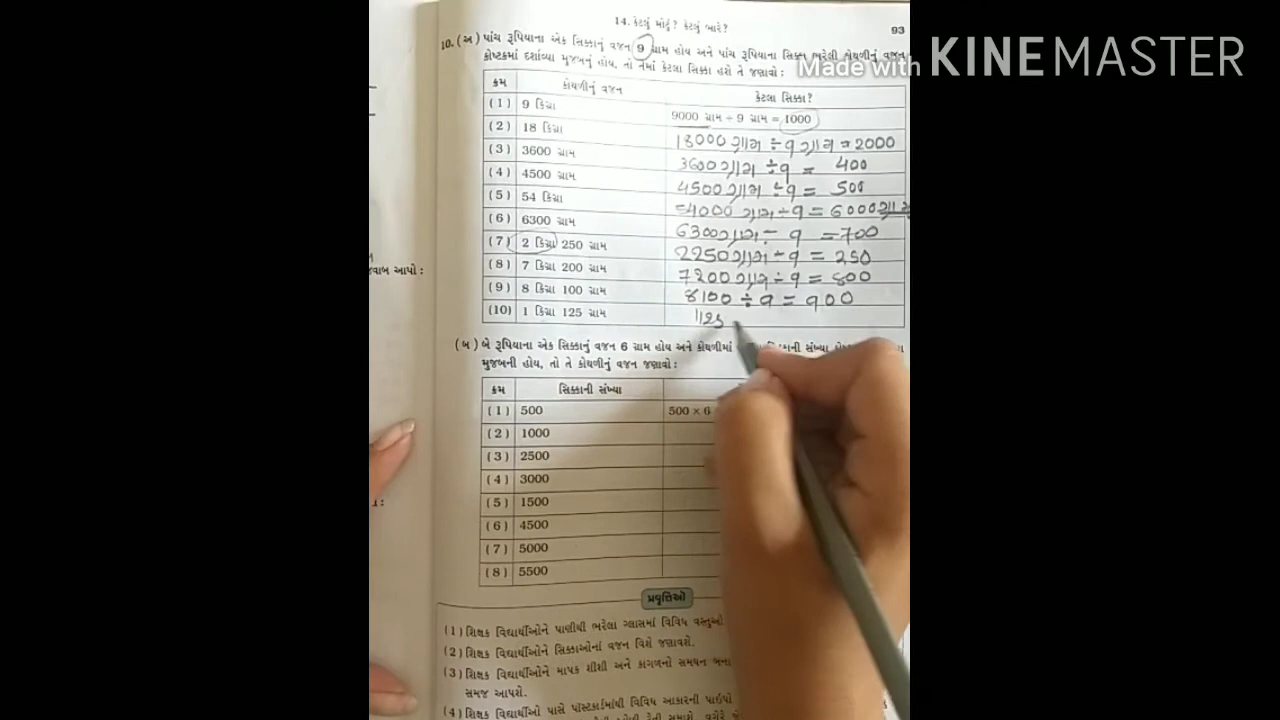 14. કેટલું મોટું? કેટલું ભારે?
93
Made with KINEMASTER
10. (અ) પાંચ રૂપિયાના એક સિક્કાનું વજન 9 ગ્રામ હોય અને પાંચ રૂપિયાના સિક્કા ભરેલી કોથળીનું વજન
કોષ્ટકમાં દર્શાવ્યા મુજબનું હોય, તો તેમાં કેટલા સિક્કા હશે તે જણાવો :
ક્રમ કોથળીનું વજન કેટલા સિક્કા?
(1) 9 કિગ્રા 9000 ગ્રામ ÷ 9 ગ્રામ = 1000
(2) 18 કિગ્રા 18000 ગ્રામ ÷ 9 ગ્રામ = 2000
(3) 3600 ગ્રામ 3600 ગ્રામ ÷ 9 = 400
(4) 4500 ગ્રામ 4500 ગ્રામ ÷ 9 = 500
(5) 54 કિગ્રા 54000 ગ્રામ ÷ 9 = 6000 ગ્રામ
(6) 6300 ગ્રામ 6300 ગ્રામ ÷ 9 = 700
(7) 2 કિગ્રા 250 ગ્રામ 2250 ગ્રામ ÷ 9 = 250
(8) 7 કિગ્રા 200 ગ્રામ 7200 ગ્રામ ÷ 9 = 800
(9) 8 કિગ્રા 100 ગ્રામ 8100 ÷ 9 = 900
(10) 1 કિગ્રા 125 ગ્રામ 1125
જવાબ આપો :
(બ) બે રૂપિયાના એક સિક્કાનું વજન 6 ગ્રામ હોય અને કોથળીમાં સંખ્યા
મુજબની હોય, તો તે કોથળીનું વજન જણાવો :
ક્રમ સિક્કાની સંખ્યા
(1) 500 500 × 6
(2) 1000
(3) 2500
(4) 3000
(5) 1500
(6) 4500
(7) 5000
(8) 5500
પ્રવૃત્તિઓ
(1) શિક્ષક વિદ્યાર્થીઓને પાણીથી ભરેલા ગ્લાસમાં વિવિધ વસ્તુઓ
(2) શિક્ષક વિદ્યાર્થીઓને સિક્કાઓનાં વજન વિશે જણાવશે.
(3) શિક્ષક વિદ્યાર્થીઓને માપક શીશી અને કાગળનો સમઘન
સમજ આપશે.
(4) શિક્ષક વિદ્યાર્થીઓ પાસે પોસ્ટકાર્ડમાંથી વિવિધ આકારની પાઈપો